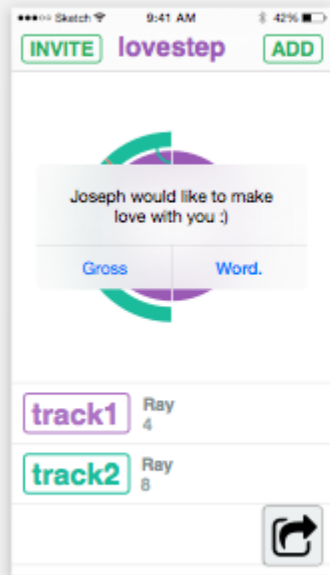 Sketch 9:41 AM 42%
INVITE lovestep ADD
Joseph would like to make
love with you :)
Gross Word.
track1 Ray
4
track2 Ray
8